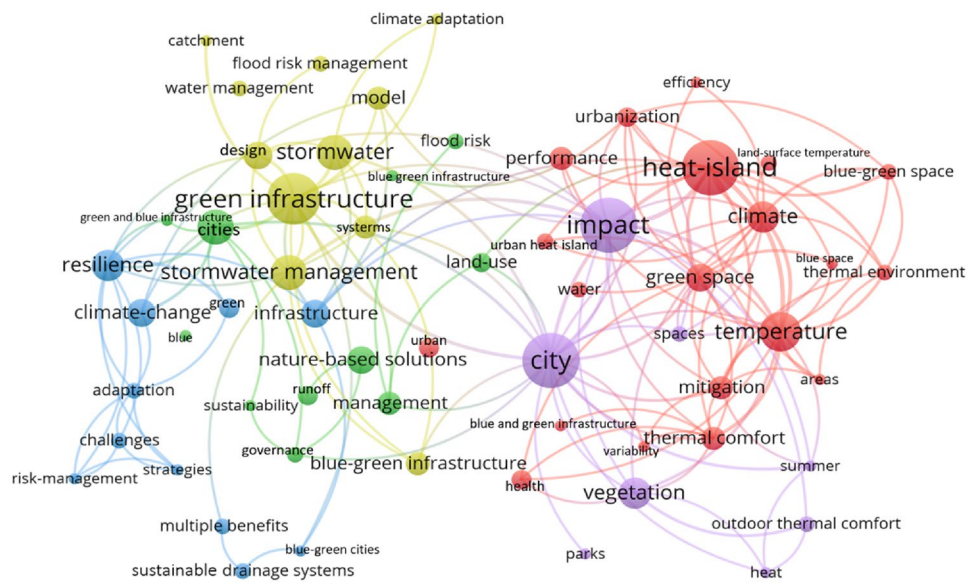 climate adaptation
catchment
flood risk management
water management
model
efficiency
urbanization
design
stormwater
flood risk
performance
heat-island
land-surface temperature
blue-green space
blue green infrastructure
green infrastructure
green and blue infrastructure
cities
systerms
impact
climate
urban heat island
resilience
stormwater management
land-use
blue space
green space
thermal environment
water
climate-change
green
infrastructure
blue
urban
spaces
temperature
nature-based solutions
city
adaptation
runoff
sustainability
management
mitigation
areas
blue and green infrastructure
challenges
thermal comfort
variability
governance
blue-green infrastructure
strategies
risk-management
health
summer
vegetation
multiple benefits
outdoor thermal comfort
blue-green cities
parks
sustainable drainage systems
heat